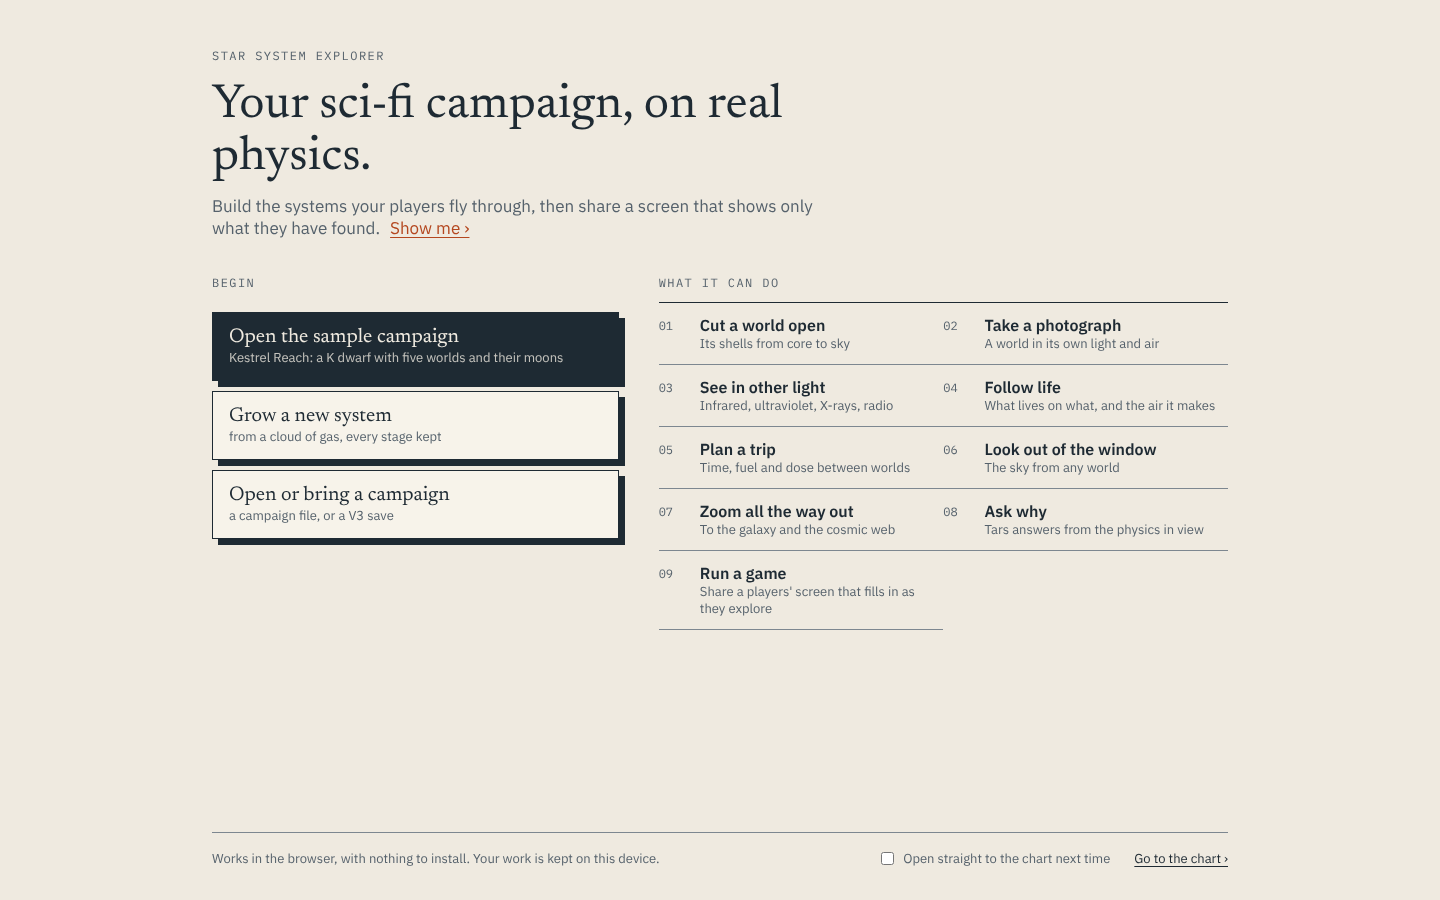 STAR SYSTEM EXPLORER
Your sci-fi campaign, on real
physics.
Build the systems your players fly through, then share a screen that shows only
what they have found. Show me ›
BEGIN
Open the sample campaign
Kestrel Reach: a K dwarf with five worlds and their moons
Grow a new system
from a cloud of gas, every stage kept
Open or bring a campaign
a campaign file, or a V3 save
WHAT IT CAN DO
01 Cut a world open
Its shells from core to sky
02 Take a photograph
A world in its own light and air
03 See in other light
Infrared, ultraviolet, X-rays, radio
04 Follow life
What lives on what, and the air it makes
05 Plan a trip
Time, fuel and dose between worlds
06 Look out of the window
The sky from any world
07 Zoom all the way out
To the galaxy and the cosmic web
08 Ask why
Tars answers from the physics in view
09 Run a game
Share a players' screen that fills in as
they explore
Works in the browser, with nothing to install. Your work is kept on this device.
Open straight to the chart next time
Go to the chart ›